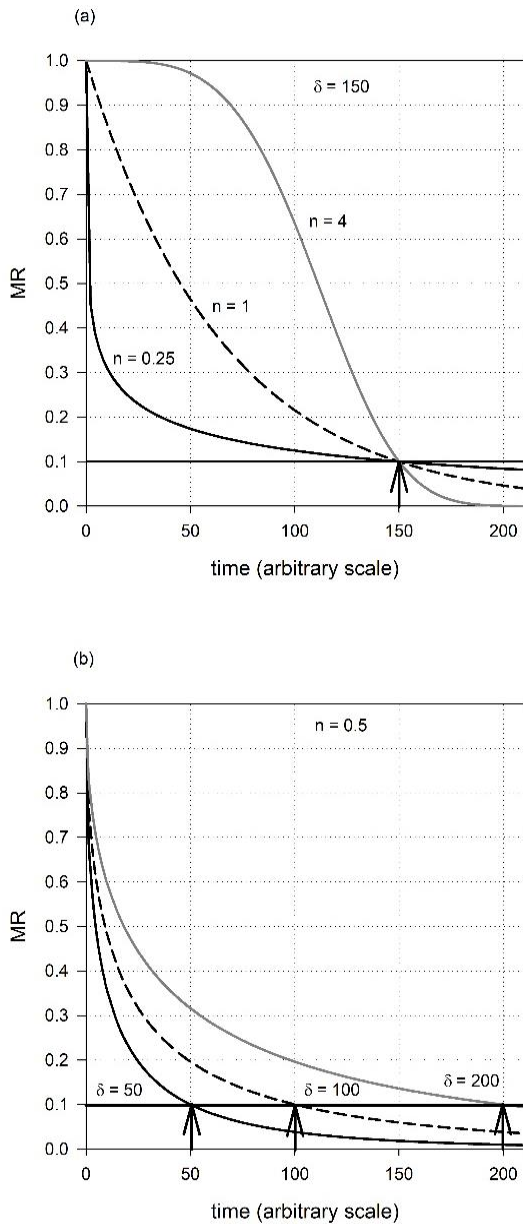 (a)
1.0
δ = 150
0.9
0.8
0.7
n = 4
0.6
MR
0.5
n = 1
0.4
n = 0.25
0.3
0.2
0.1
0.0
0 50 100 150 200
time (arbitrary scale)
(b)
1.0
n = 0.5
0.9
0.8
0.7
0.6
MR
0.5
0.4
0.3
0.2
δ = 50 δ = 100 δ = 200
0.1
0.0
0 50 100 150 200
time (arbitrary scale)